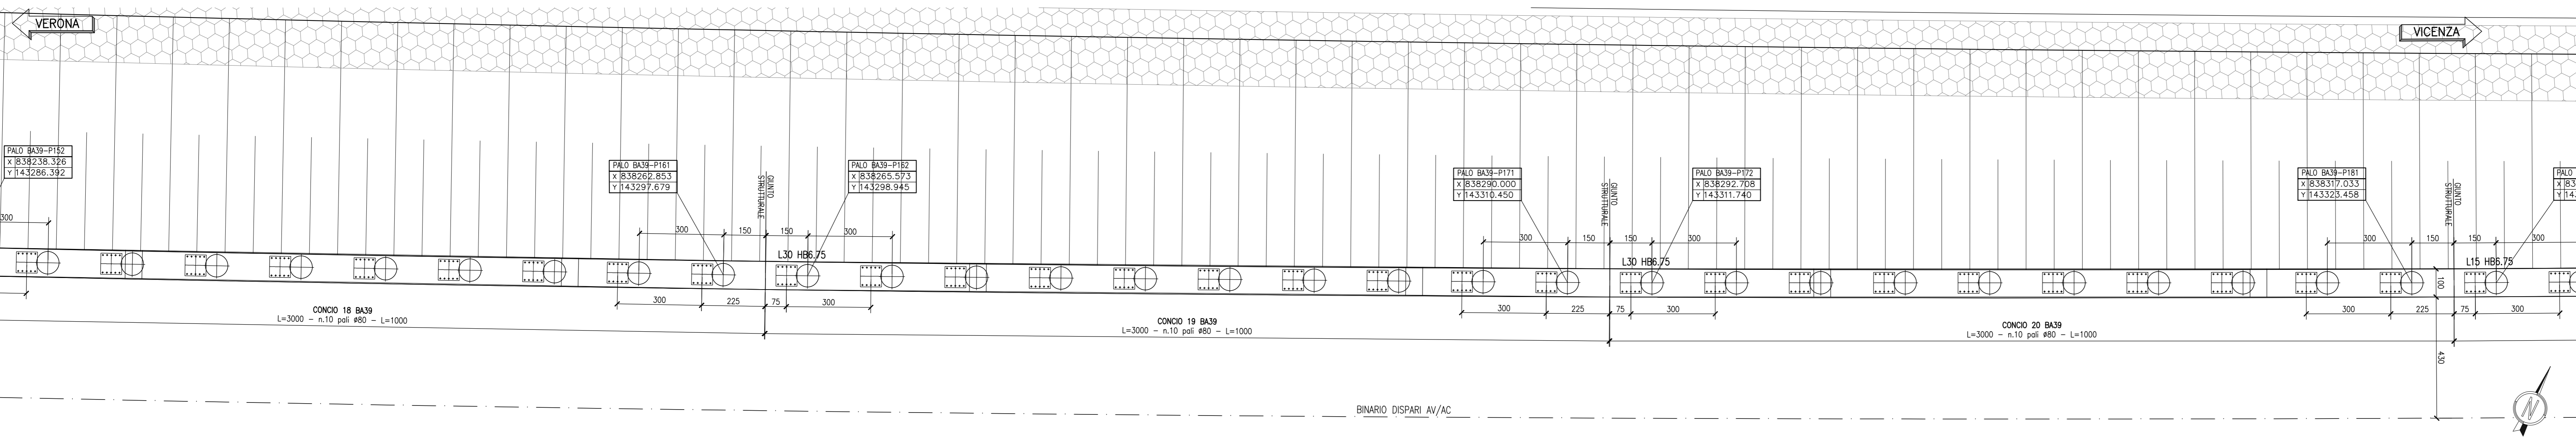 VERONA
VICENZA
PALO BA39-P152
X 838238.326
Y 143286.392
PALO BA39-P161
X 838262.853
Y 143297.679
PALO BA39-P162
X 838265.573
Y 143298.945
PALO BA39-P171
X 838290.000
Y 143310.450
PALO BA39-P172
X 838292.708
Y 143311.740
PALO BA39-P181
X 838317.033
Y 143323.458
PALO
X 83
Y 14
GIUNTO
STRUTTURALE
GIUNTO
STRUTTURALE
GIUNTO
STRUTTURALE
300
300
150
150
300
300
150
150
300
300
150
150
300
L30 HB6.75
L30 HB6.75
L15 HB6.75
100
300
225
75
300
300
225
75
300
300
225
75
300
CONCIO 18 BA39
L=3000 - n.10 pali ø80 - L=1000
CONCIO 19 BA39
L=3000 - n.10 pali ø80 - L=1000
CONCIO 20 BA39
L=3000 - n.10 pali ø80 - L=1000
430
BINARIO DISPARI AV/AC
N